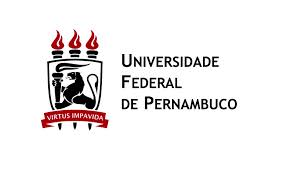 UNIVERSIDADE
FEDERAL
DE PERNAMBUCO
VIRTUS IMPAVIDA